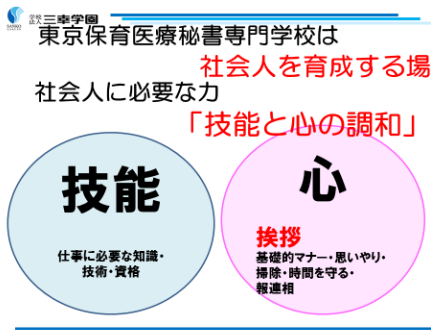 SANKO
学校法人 三幸学園
東京保育医療秘書専門学校は
社会人を育成する場
社会人に必要な力
「技能と心の調和」
技能
仕事に必要な知識・
技術・資格
心
挨拶
基礎的マナー・思いやり・
掃除・時間を守る・
報連相